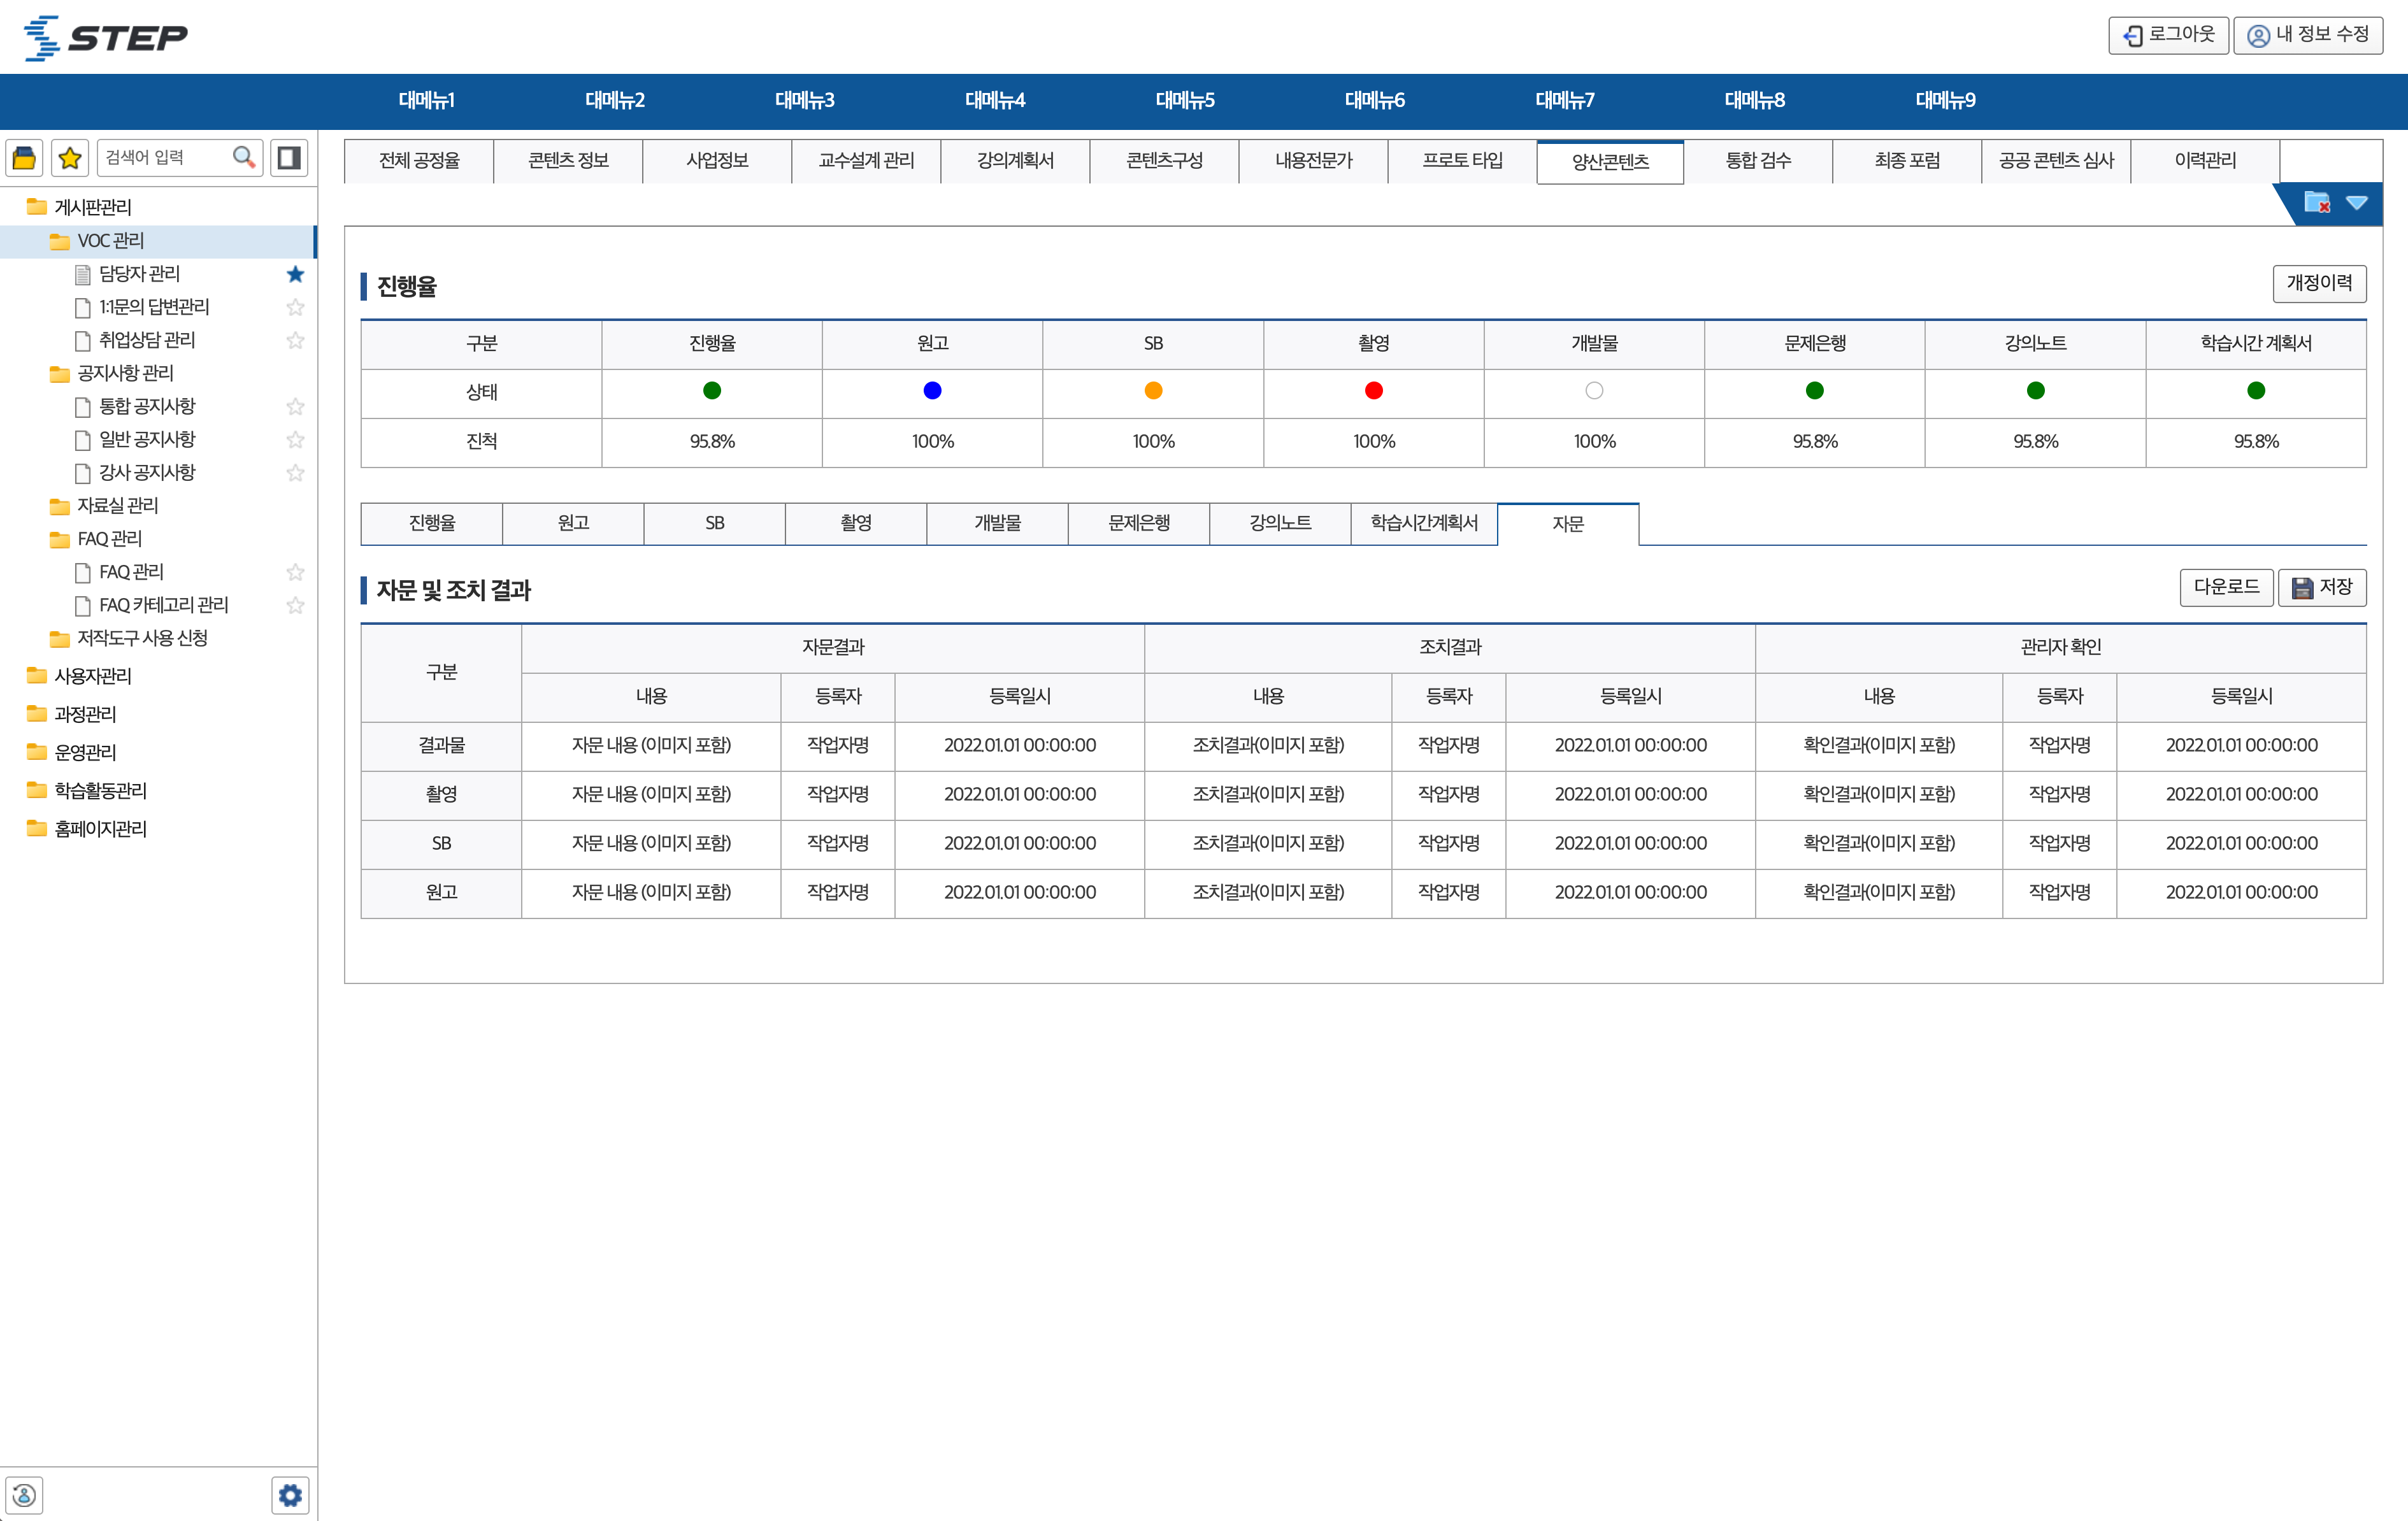 STEP
로그아웃 내 정보 수정
대메뉴1 대메뉴2 대메뉴3 대메뉴4 대메뉴5 대메뉴6 대메뉴7 대메뉴8 대메뉴9
검색어 입력
게시판관리
VOC 관리
담당자 관리
1:1문의 답변관리
취업상담 관리
공지사항 관리
통합 공지사항
일반 공지사항
강사 공지사항
자료실 관리
FAQ 관리
FAQ 관리
FAQ 카테고리 관리
저작도구 사용 신청
사용자관리
과정관리
운영관리
학습활동관리
홈페이지관리
전체 공정율 콘텐츠 정보 사업정보 교수설계 관리 강의계획서 콘텐츠구성 내용전문가 프로토 타입 양산콘텐츠 통합 검수 최종 포럼 공공 콘텐츠 심사 이력관리
진행율 개정이력
구분 진행율 원고 SB 촬영 개발물 문제은행 강의노트 학습시간 계획서
상태
진척 95.8% 100% 100% 100% 100% 95.8% 95.8% 95.8%
진행율 원고 SB 촬영 개발물 문제은행 강의노트 학습시간계획서 자문
자문 및 조치 결과 다운로드 저장
구분 자문결과 조치결과 관리자 확인
내용 등록자 등록일시 내용 등록자 등록일시 내용 등록자 등록일시
결과물 자문 내용 (이미지 포함) 작업자명 2022.01.01 00:00:00 조치결과(이미지 포함) 작업자명 2022.01.01 00:00:00 확인결과(이미지 포함) 작업자명 2022.01.01 00:00:00
촬영 자문 내용 (이미지 포함) 작업자명 2022.01.01 00:00:00 조치결과(이미지 포함) 작업자명 2022.01.01 00:00:00 확인결과(이미지 포함) 작업자명 2022.01.01 00:00:00
SB 자문 내용 (이미지 포함) 작업자명 2022.01.01 00:00:00 조치결과(이미지 포함) 작업자명 2022.01.01 00:00:00 확인결과(이미지 포함) 작업자명 2022.01.01 00:00:00
원고 자문 내용 (이미지 포함) 작업자명 2022.01.01 00:00:00 조치결과(이미지 포함) 작업자명 2022.01.01 00:00:00 확인결과(이미지 포함) 작업자명 2022.01.01 00:00:00